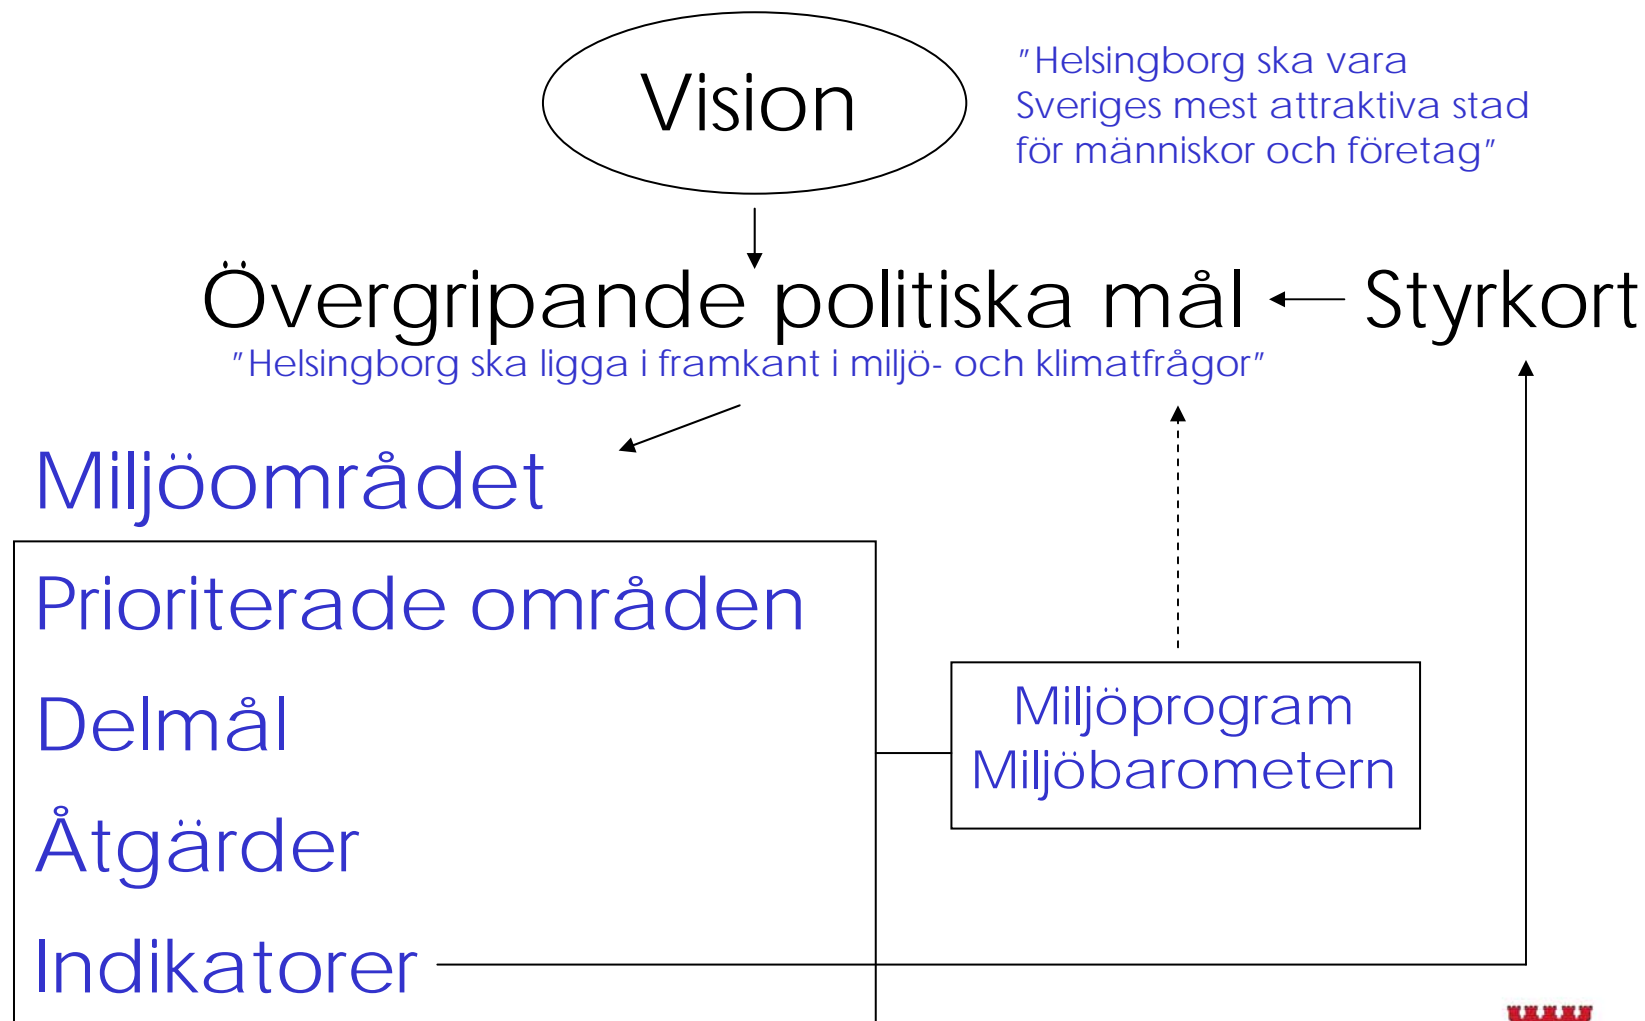 Vision
"Helsingborg ska vara
Sveriges mest attraktiva stad
för människor och företag"
Övergripande politiska mål
Styrkort
"Helsingborg ska ligga i framkant i miljö- och klimatfrågor"
Miljöområdet
Prioriterade områden
Delmål
Åtgärder
Indikatorer
Miljöprogram
Miljöbarometern